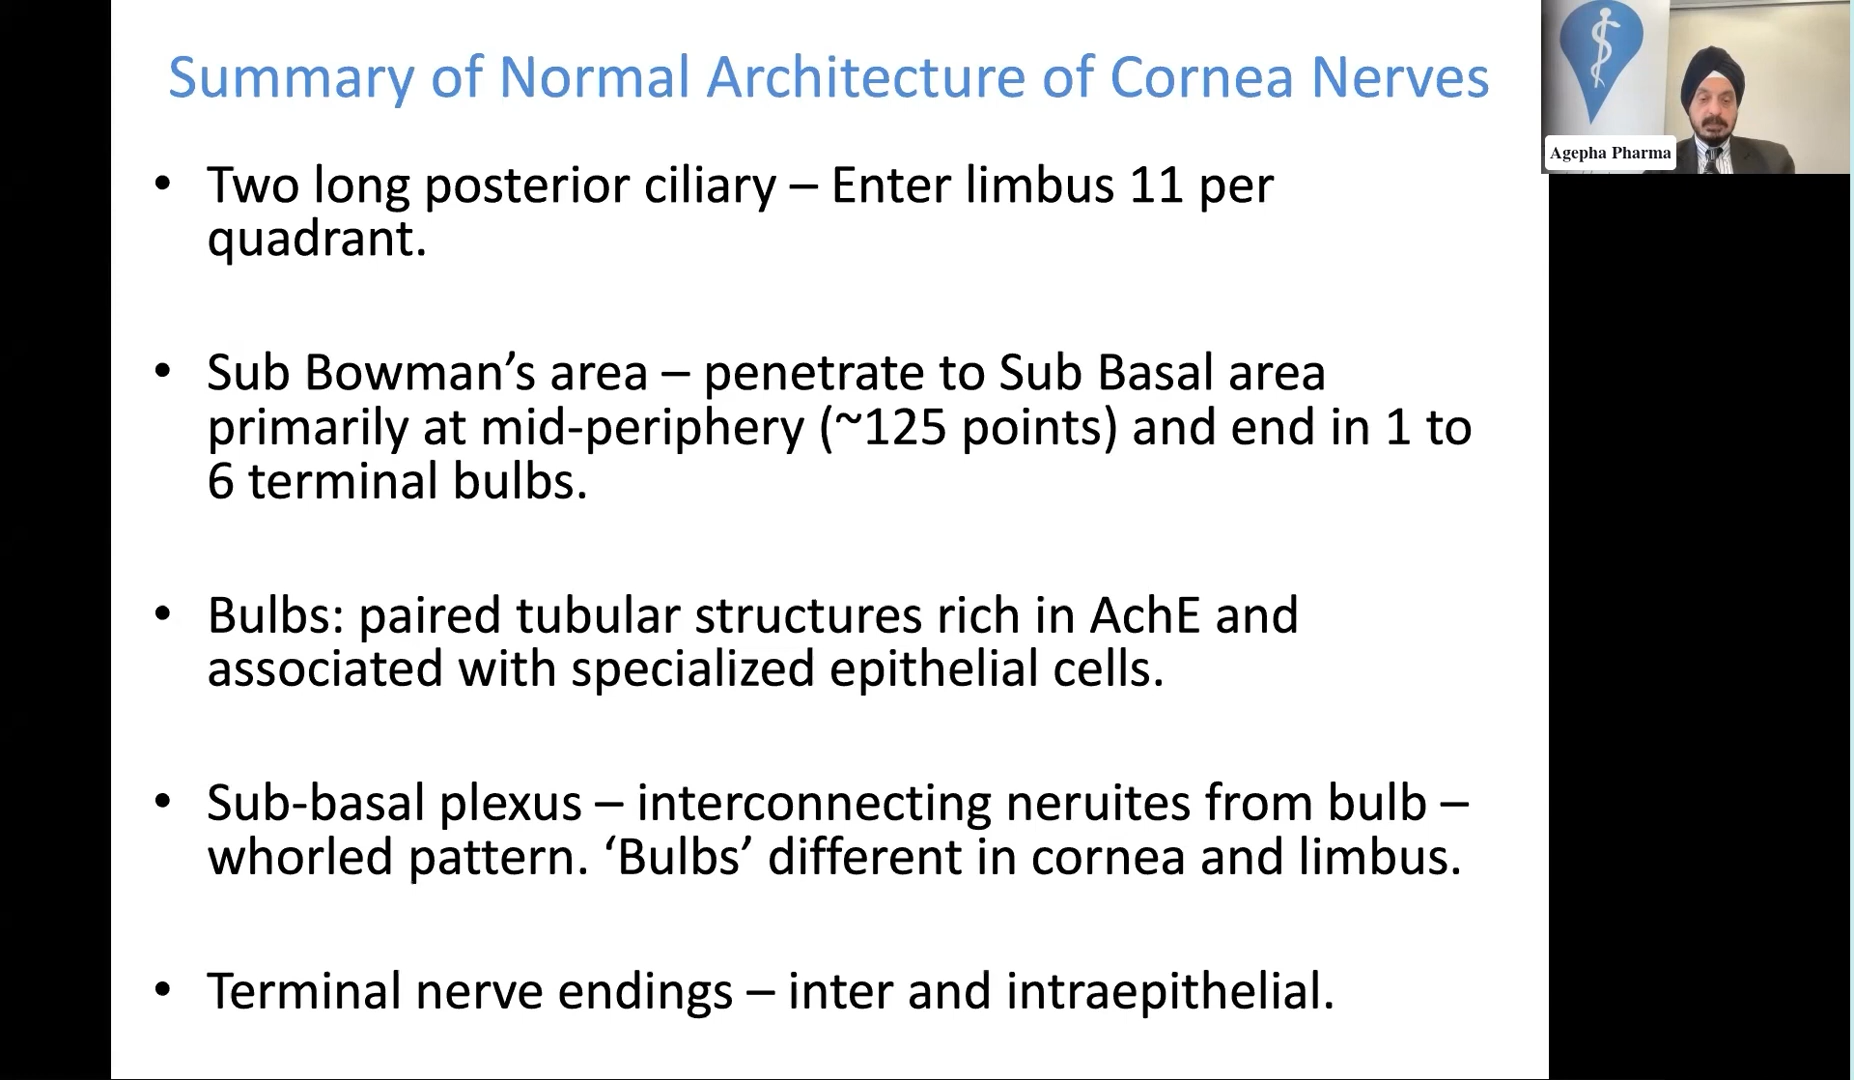 Summary of Normal Architecture of Cornea Nerves
Agepha Pharma
• Two long posterior ciliary – Enter limbus 11 per
quadrant.
• Sub Bowman’s area – penetrate to Sub Basal area
primarily at mid-periphery (~125 points) and end in 1 to
6 terminal bulbs.
• Bulbs: paired tubular structures rich in AchE and
associated with specialized epithelial cells.
• Sub-basal plexus – interconnecting neruites from bulb –
whorled pattern. ‘Bulbs’ different in cornea and limbus.
• Terminal nerve endings – inter and intraepithelial.